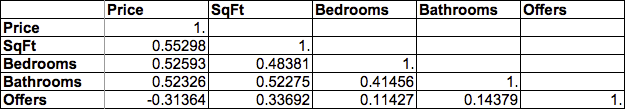 Price SqFt Bedrooms Bathrooms Offers
Price 1.
SqFt 0.55298 1.
Bedrooms 0.52593 0.48381 1.
Bathrooms 0.52326 0.52275 0.41456 1.
Offers -0.31364 0.33692 0.11427 0.14379 1.